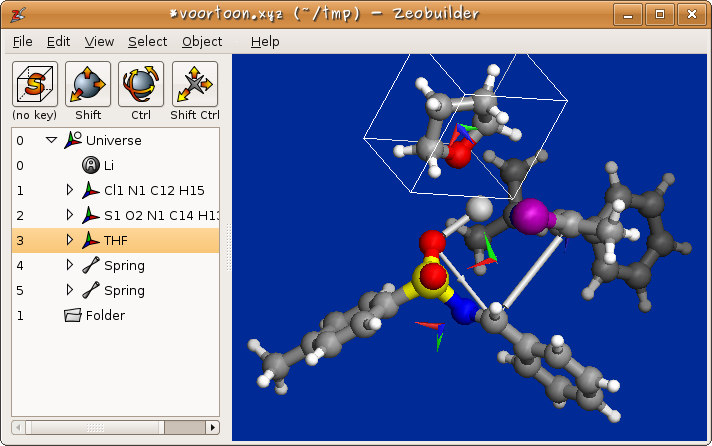 *voortoon.xyz (~/tmp) - Zeobuilder
File Edit View Select Object Help
(no key) Shift Ctrl Shift Ctrl
0 Universe
0 Li
1 Cl1 N1 C12 H15
2 S1 O2 N1 C14 H13
3 THF
4 Spring
5 Spring
1 Folder